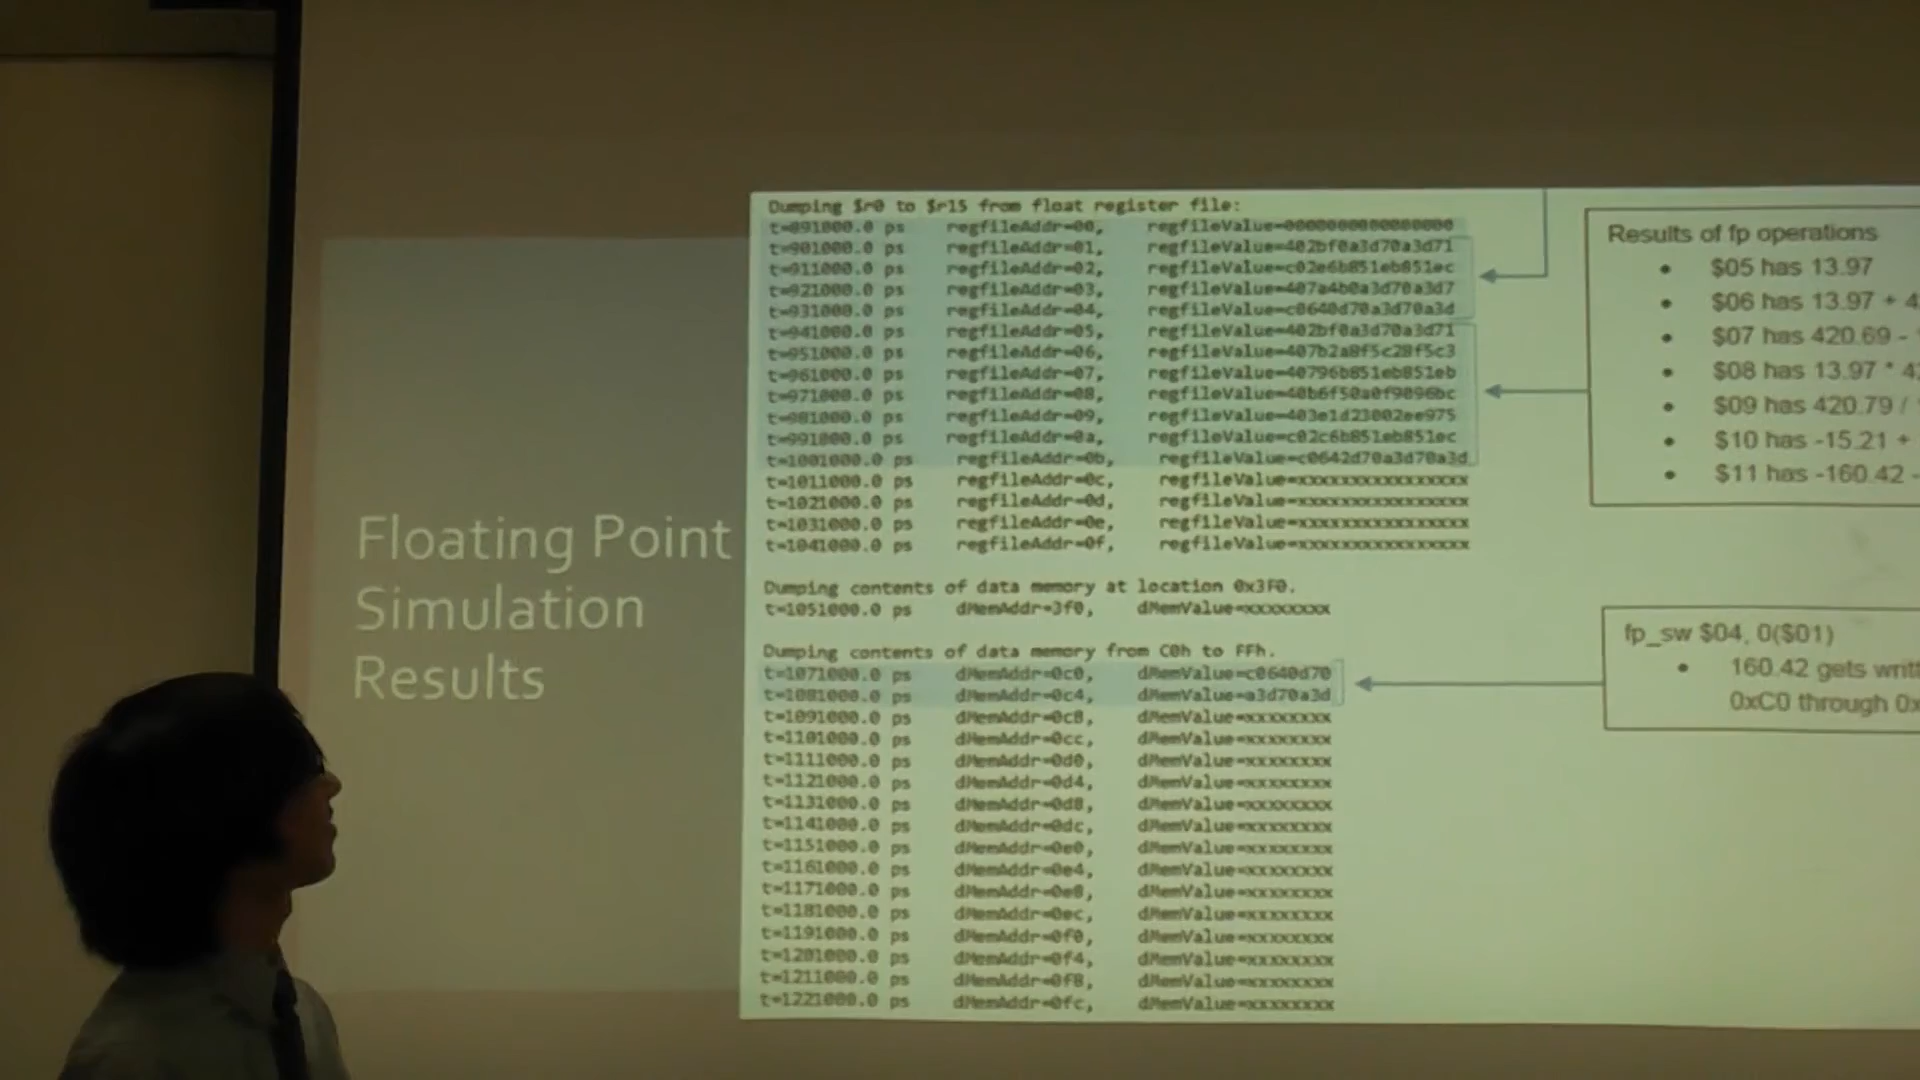 Floating Point
Simulation
Results
Dumping $r0 to $r15 from float register file:
t=891000.0 ps regfileAddr=00, regfileValue=0000000000000000
t=901000.0 ps regfileAddr=01, regfileValue=402bf0a3d70a3d71
t=911000.0 ps regfileAddr=02, regfileValue=c02e6b851eb851ec
t=921000.0 ps regfileAddr=03, regfileValue=407a4b0a3d70a3d7
t=931000.0 ps regfileAddr=04, regfileValue=c0640d70a3d70a3d
t=941000.0 ps regfileAddr=05, regfileValue=402bf0a3d70a3d71
t=951000.0 ps regfileAddr=06, regfileValue=407b2a8f5c28f5c3
t=961000.0 ps regfileAddr=07, regfileValue=40796b851eb851eb
t=971000.0 ps regfileAddr=08, regfileValue=40b6f50a0f9096bc
t=981000.0 ps regfileAddr=09, regfileValue=403e1d23002ee975
t=991000.0 ps regfileAddr=0a, regfileValue=c02c6b851eb851ec
t=1001000.0 ps regfileAddr=0b, regfileValue=c0642d70a3d70a3d
t=1011000.0 ps regfileAddr=0c, regfileValue=xxxxxxxxxxxxxxxx
t=1021000.0 ps regfileAddr=0d, regfileValue=xxxxxxxxxxxxxxxx
t=1031000.0 ps regfileAddr=0e, regfileValue=xxxxxxxxxxxxxxxx
t=1041000.0 ps regfileAddr=0f, regfileValue=xxxxxxxxxxxxxxxx
Dumping contents of data memory at location 0x3F0.
t=1051000.0 ps dMemAddr=3f0, dMemValue=xxxxxxxx
Dumping contents of data memory from C0h to FFh.
t=1071000.0 ps dMemAddr=0c0, dMemValue=c0640d70
t=1081000.0 ps dMemAddr=0c4, dMemValue=a3d70a3d
t=1091000.0 ps dMemAddr=0c8, dMemValue=xxxxxxxx
t=1101000.0 ps dMemAddr=0cc, dMemValue=xxxxxxxx
t=1111000.0 ps dMemAddr=0d0, dMemValue=xxxxxxxx
t=1121000.0 ps dMemAddr=0d4, dMemValue=xxxxxxxx
t=1131000.0 ps dMemAddr=0d8, dMemValue=xxxxxxxx
t=1141000.0 ps dMemAddr=0dc, dMemValue=xxxxxxxx
t=1151000.0 ps dMemAddr=0e0, dMemValue=xxxxxxxx
t=1161000.0 ps dMemAddr=0e4, dMemValue=xxxxxxxx
t=1171000.0 ps dMemAddr=0e8, dMemValue=xxxxxxxx
t=1181000.0 ps dMemAddr=0ec, dMemValue=xxxxxxxx
t=1191000.0 ps dMemAddr=0f0, dMemValue=xxxxxxxx
t=1201000.0 ps dMemAddr=0f4, dMemValue=xxxxxxxx
t=1211000.0 ps dMemAddr=0f8, dMemValue=xxxxxxxx
t=1221000.0 ps dMemAddr=0fc, dMemValue=xxxxxxxx
Results of fp operations
• $05 has 13.97
• $06 has 13.97 + 4
• $07 has 420.69 -
• $08 has 13.97 * 4
• $09 has 420.79 /
• $10 has -15.21 +
• $11 has -160.42 -
fp_sw $04, 0($01)
• 160.42 gets writ
0xC0 through 0x